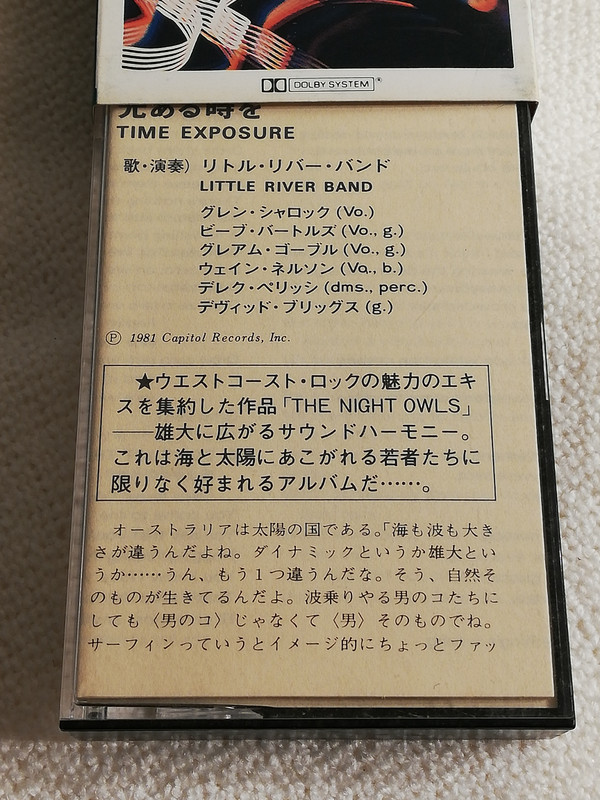 DOLBY SYSTEM®
光ある時を
TIME EXPOSURE
歌・演奏) リトル・リバー・バンド
LITTLE RIVER BAND
グレン・シャロック (Vo.)
ビーブ・バートルズ (Vo., g.)
グレアム・ゴーブル (Vo., g.)
ウェイン・ネルソン (Vo., b.)
デレク・ペリッシ (dms., perc.)
デヴィッド・ブリッグス (g.)
Ⓟ 1981 Capitol Records, Inc.
★ウエストコースト・ロックの魅力のエキ
スを集約した作品「THE NIGHT OWLS」
――雄大に広がるサウンドハーモニー。
これは海と太陽にあこがれる若者たちに
限りなく好まれるアルバムだ……。
オーストラリアは太陽の国である。「海も波も大き
さが違うんだよね。ダイナミックというか雄大とい
うか……うん、もう1つ違うんだな。そう、自然そ
のものが生きてるんだよ。波乗りやる男のコたちに
しても〈男のコ〉じゃなくて〈男〉そのものでね。
サーフィンっていうとイメージ的にちょっとファッ